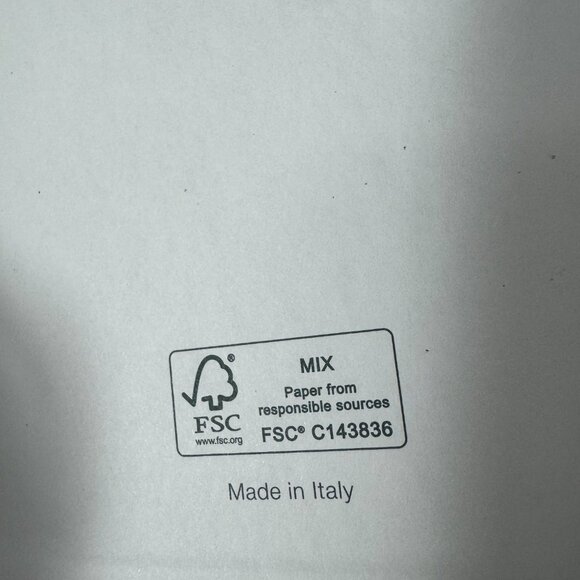 MIX
Paper from
responsible sources
FSC® C143836
®
FSC
www.fsc.org
Made in Italy